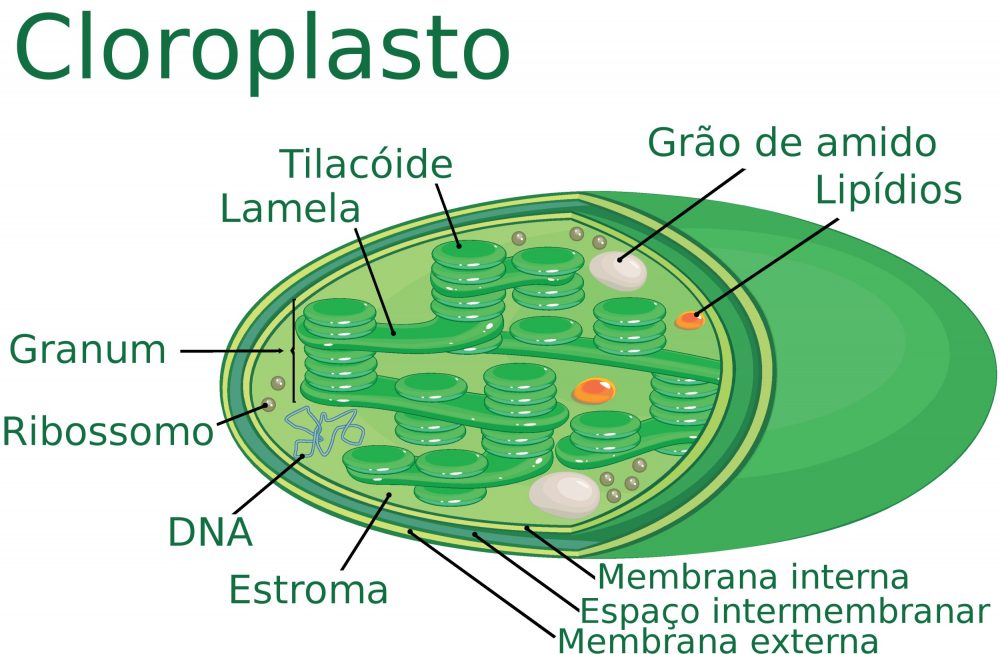 Cloroplasto
Grão de amido
Tilacóide
Lipídios
Lamela
Granum
Ribossomo
DNA
Estroma
Membrana interna
Espaço intermembranar
Membrana externa